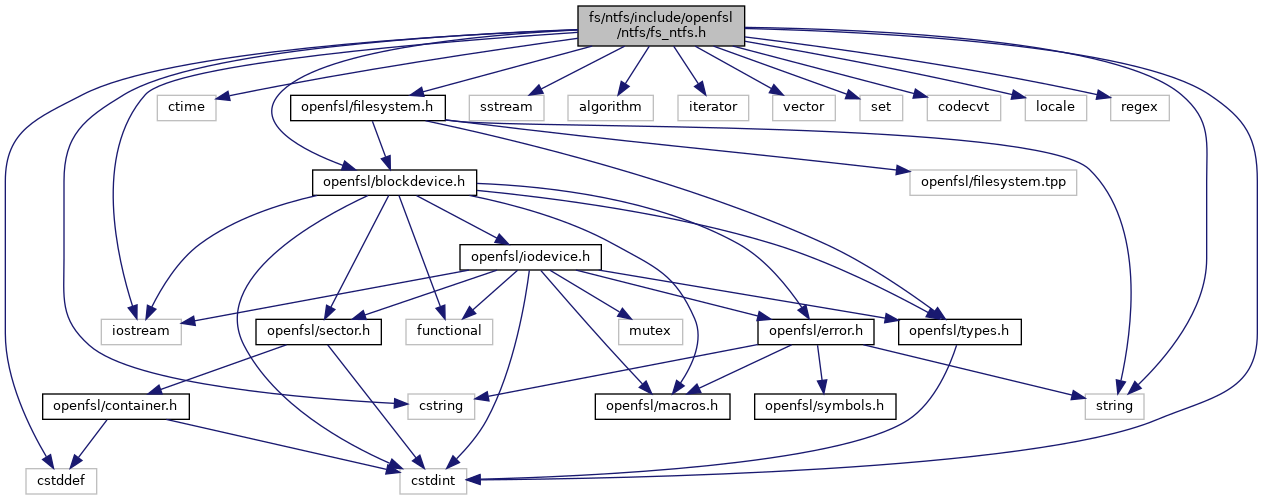 fs/ntfs/include/openfsl
/ntfs/fs_ntfs.h
ctime
openfsl/filesystem.h
sstream
algorithm
iterator
vector
set
codecvt
locale
regex
openfsl/blockdevice.h
openfsl/filesystem.tpp
openfsl/iodevice.h
iostream
openfsl/sector.h
functional
mutex
openfsl/error.h
openfsl/types.h
openfsl/container.h
cstring
openfsl/macros.h
openfsl/symbols.h
string
cstddef
cstdint